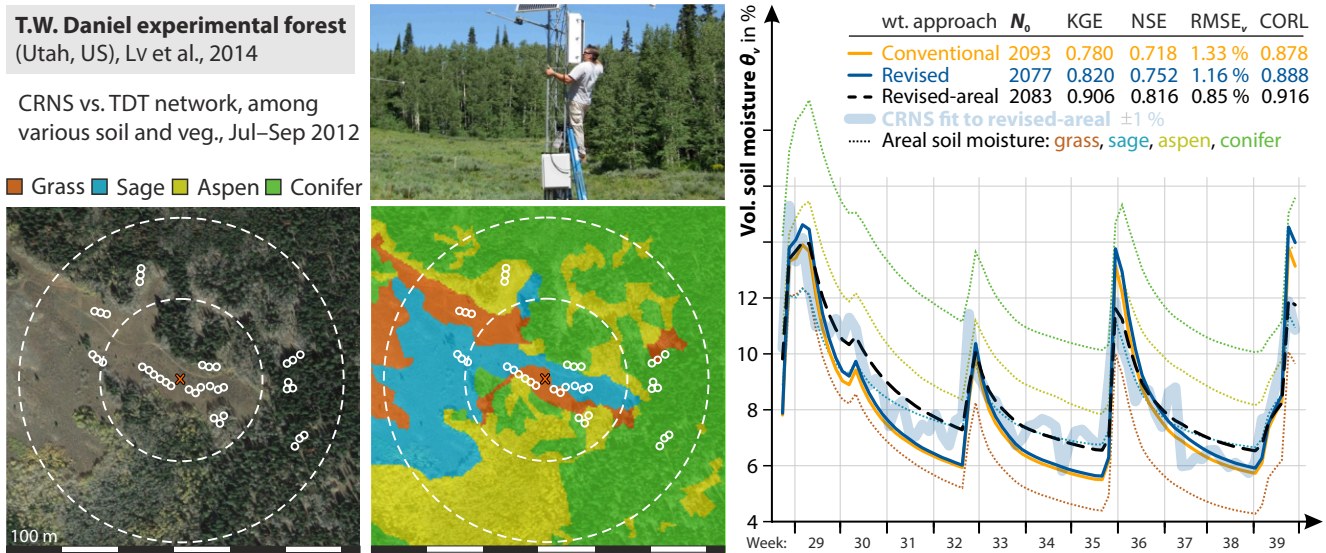 T.W. Daniel experimental forest
(Utah, US), Lv et al., 2014
CRNS vs. TDT network, among
various soil and veg., Jul–Sep 2012
Grass Sage Aspen Conifer
100 m
Vol. soil moisture θv in %
wt. approach N0 KGE NSE RMSEv CORL
Conventional 2093 0.780 0.718 1.33 % 0.878
Revised 2077 0.820 0.752 1.16 % 0.888
Revised-areal 2083 0.906 0.816 0.85 % 0.916
CRNS fit to revised-areal ±1 %
Areal soil moisture: grass, sage, aspen, conifer
12
10
8
6
4
Week: 29 30 31 32 33 34 35 36 37 38 39